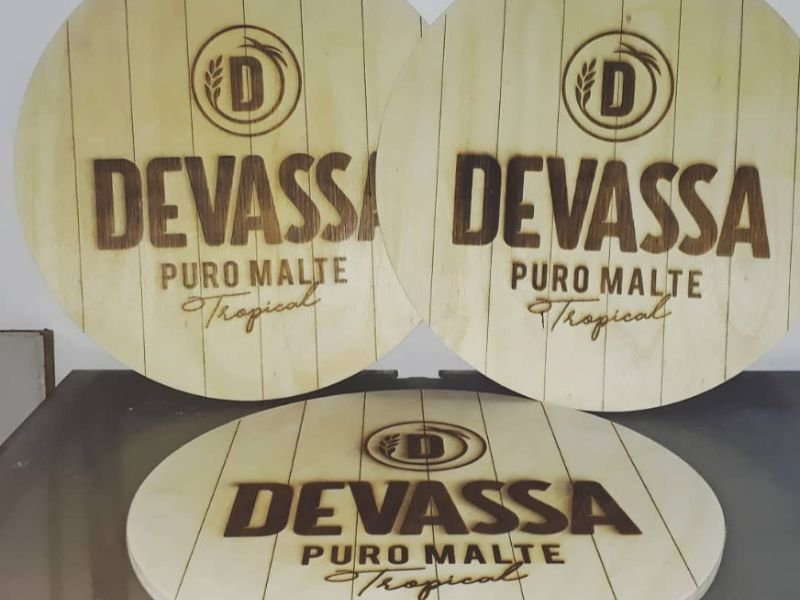 D
DEVASSA
PURO MALTE
Tropical
D
DEVASSA
PURO MALTE
Tropical
D
DEVASSA
PURO MALTE
Tropical